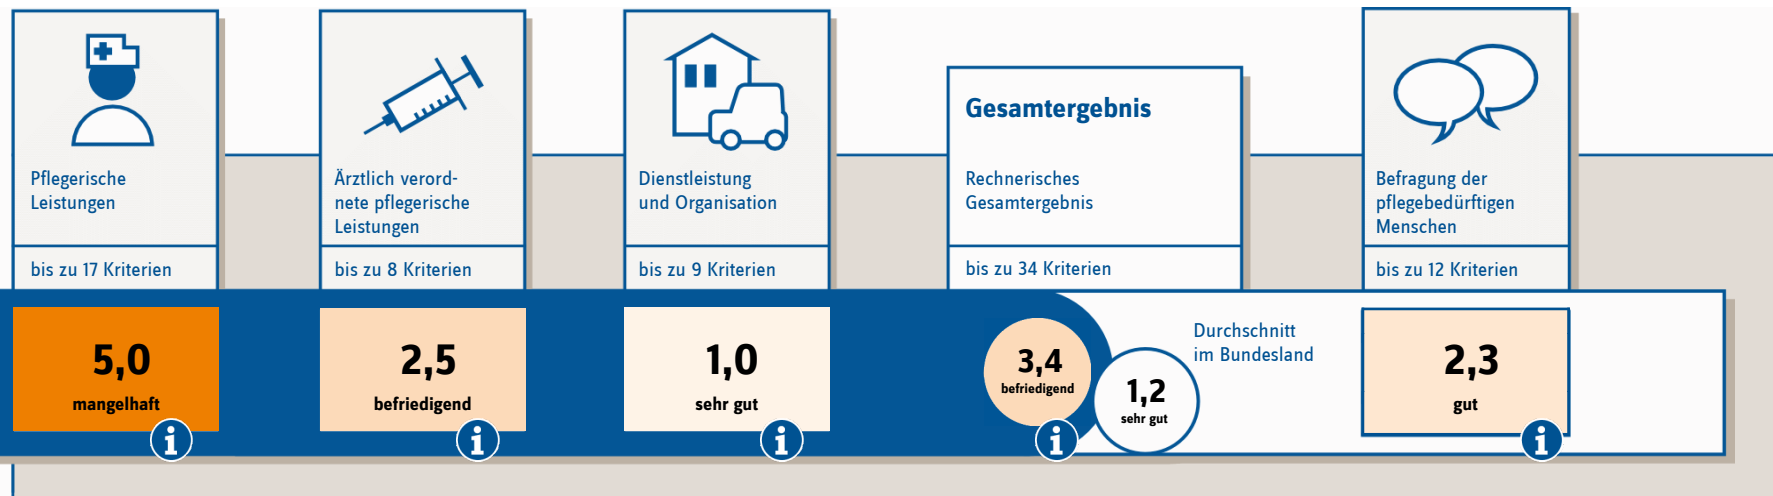 Pflegerische
Leistungen
bis zu 17 Kriterien
5,0
mangelhaft
i
Ärztlich verord-
nete pflegerische
Leistungen
bis zu 8 Kriterien
2,5
befriedigend
i
Dienstleistung
und Organisation
bis zu 9 Kriterien
1,0
sehr gut
i
Gesamtergebnis
Rechnerisches
Gesamtergebnis
bis zu 34 Kriterien
3,4
befriedigend
i
1,2
sehr gut
Durchschnitt
im Bundesland
Befragung der
pflegebedürftigen
Menschen
bis zu 12 Kriterien
2,3
gut
i